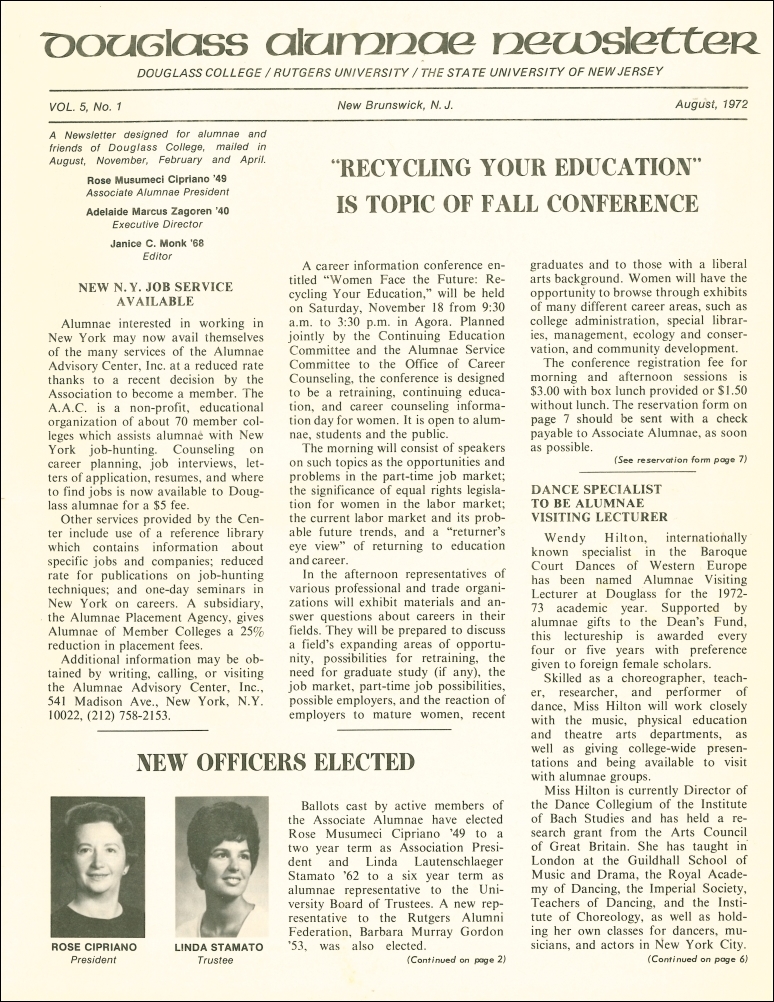 Douglass alumnae newsletter
DOUGLASS COLLEGE / RUTGERS UNIVERSITY / THE STATE UNIVERSITY OF NEW JERSEY
VOL. 5, No. 1
New Brunswick, N. J.
August, 1972
A Newsletter designed for alumnae and
friends of Douglass College, mailed in
August, November, February and April.
Rose Musumeci Cipriano '49
Associate Alumnae President
Adelaide Marcus Zagoren '40
Executive Director
Janice C. Monk '68
Editor
NEW N. Y. JOB SERVICE
AVAILABLE
Alumnae interested in working in
New York may now avail themselves
of the many services of the Alumnae
Advisory Center, Inc. at a reduced rate
thanks to a recent decision by the
Association to become a member. The
A.A.C. is a non-profit, educational
organization of about 70 member col-
leges which assists alumnae with New
York job-hunting. Counseling on
career planning, job interviews, let-
ters of application, resumes, and where
to find jobs is now available to Doug-
lass alumnae for a $5 fee.
Other services provided by the Cen-
ter include use of a reference library
which contains information about
specific jobs and companies; reduced
rate for publications on job-hunting
techniques; and one-day seminars in
New York on careers. A subsidiary,
the Alumnae Placement Agency, gives
Alumnae of Member Colleges a 25%
reduction in placement fees.
Additional information may be ob-
tained by writing, calling, or visiting
the Alumnae Advisory Center, Inc.,
541 Madison Ave., New York, N.Y.
10022, (212) 758-2153.
"RECYCLING YOUR EDUCATION"
IS TOPIC OF FALL CONFERENCE
A career information conference en-
titled "Women Face the Future: Re-
cycling Your Education," will be held
on Saturday, November 18 from 9:30
a.m. to 3:30 p.m. in Agora. Planned
jointly by the Continuing Education
Committee and the Alumnae Service
Committee to the Office of Career
Counseling, the conference is designed
to be a retraining, continuing educa-
tion, and career counseling informa-
tion day for women. It is open to alum-
nae, students and the public.
The morning will consist of speakers
on such topics as the opportunities and
problems in the part-time job market;
the significance of equal rights legisla-
tion for women in the labor market;
the current labor market and its prob-
able future trends, and a "returner's
eye view" of returning to education
and career.
In the afternoon representatives of
various professional and trade organi-
zations will exhibit materials and an-
swer questions about careers in their
fields. They will be prepared to discuss
a field's expanding areas of opportu-
nity, possibilities for retraining, the
need for graduate study (if any), the
job market, part-time job possibilities,
possible employers, and the reaction of
employers to mature women, recent
graduates and to those with a liberal
arts background. Women will have the
opportunity to browse through exhibits
of many different career areas, such as
college administration, special librar-
ies, management, ecology and conser-
vation, and community development.
The conference registration fee for
morning and afternoon sessions is
$3.00 with box lunch provided or $1.50
without lunch. The reservation form on
page 7 should be sent with a check
payable to Associate Alumnae, as soon
as possible.
(See reservation form page 7)
DANCE SPECIALIST
TO BE ALUMNAE
VISITING LECTURER
Wendy Hilton, internationally
known specialist in the Baroque
Court Dances of Western Europe
has been named Alumnae Visiting
Lecturer at Douglass for the 1972-
73 academic year. Supported by
alumnae gifts to the Dean's Fund,
this lectureship is awarded every
four or five years with preference
given to foreign female scholars.
Skilled as a choreographer, teach-
er, researcher, and performer of
dance, Miss Hilton will work closely
with the music, physical education
and theatre arts departments, as
well as giving college-wide presen-
tations and being available to visit
with alumnae groups.
Miss Hilton is currently Director of
the Dance Collegium of the Institute
of Bach Studies and has held a re-
search grant from the Arts Council
of Great Britain. She has taught in
London at the Guildhall School of
Music and Drama, the Royal Acade-
my of Dancing, the Imperial Society,
Teachers of Dancing, and the Insti-
tute of Choreology, as well as hold-
ing her own classes for dancers, mu-
sicians, and actors in New York City.
(Continued on page 6)
NEW OFFICERS ELECTED
ROSE CIPRIANO
President
LINDA STAMATO
Trustee
Ballots cast by active members of
the Associate Alumnae have elected
Rose Musumeci Cipriano '49 to a
two year term as Association Presi-
dent and Linda Lautenschlaeger
Stamato '62 to a six year term as
alumnae representative to the Uni-
versity Board of Trustees. A new rep-
resentative to the Rutgers Alumni
Federation, Barbara Murray Gordon
'53, was also elected.
(Continued on page 2)